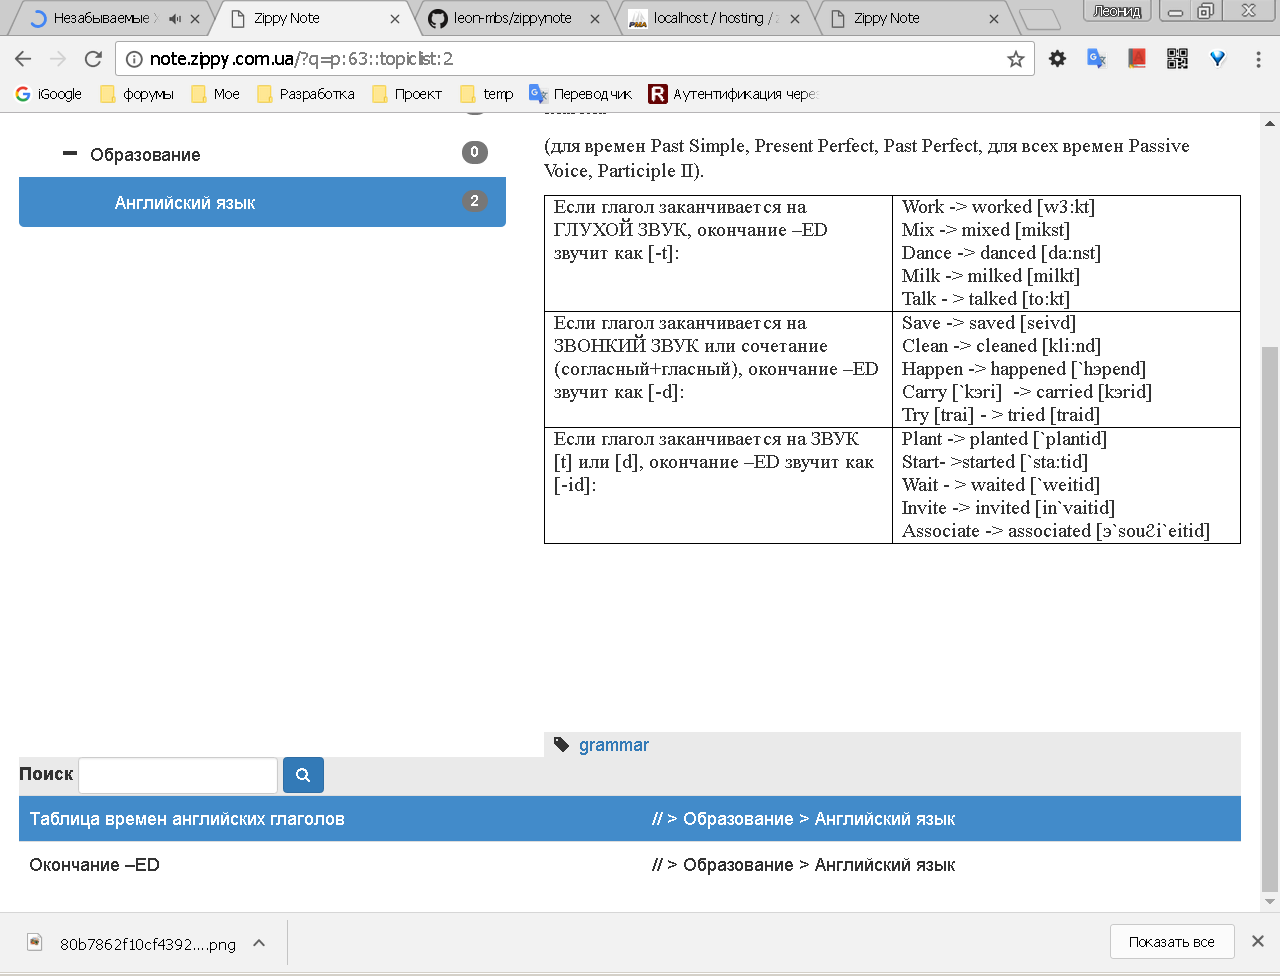 Незабываемые
Zippy Note
leon-mbs/zippynote
localhost / hosting /
Zippy Note
Леонид
note.zippy.com.ua/?q=p:63::topiclist:2
iGoogle
форумы
Мое
Разработка
Проект
temp
Переводчик
Аутентификация чере
Образование 0
Английский язык 2
(для времен Past Simple, Present Perfect, Past Perfect, для всех времен Passive
Voice, Participle II).
Если глагол заканчивается на
ГЛУХОЙ ЗВУК, окончание –ED
звучит как [-t]:
Work -> worked [w3:kt]
Mix -> mixed [mikst]
Dance -> danced [da:nst]
Milk -> milked [milkt]
Talk - > talked [to:kt]
Если глагол заканчивается на
ЗВОНКИЙ ЗВУК или сочетание
(согласный+гласный), окончание –ED
звучит как [-d]:
Save -> saved [seivd]
Clean -> cleaned [kli:nd]
Happen -> happened [`hэpend]
Carry [`kэri]  -> carried [kэrid]
Try [trai] - > tried [traid]
Если глагол заканчивается на ЗВУК
[t] или [d], окончание –ED звучит как
[-id]:
Plant -> planted [`plantid]
Start- >started [`sta:tid]
Wait - > waited [`weitid]
Invite -> invited [in`vaitid]
Associate -> associated [э`souƧi`eitid]
grammar
Поиск
Таблица времен английских глаголов // > Образование > Английский язык
Окончание –ED // > Образование > Английский язык
80b7862f10cf4392....png
Показать все